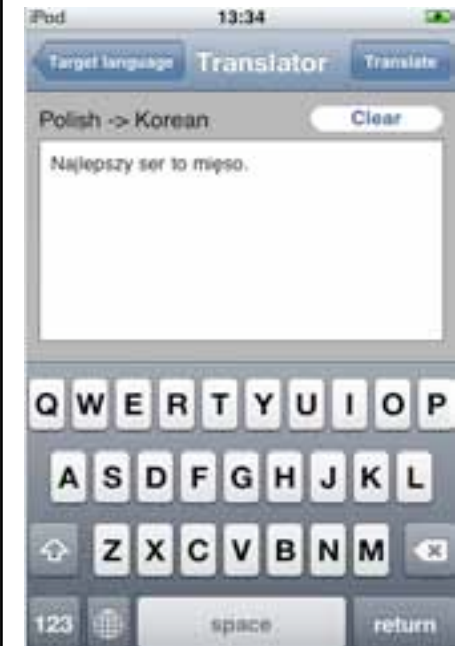 iPod 13:34
Target language Translator Translate
Polish -> Korean Clear
Najlepszy ser to mięso.
Q W E R T Y U I O P
A S D F G H J K L
Z X C V B N M
123 space return